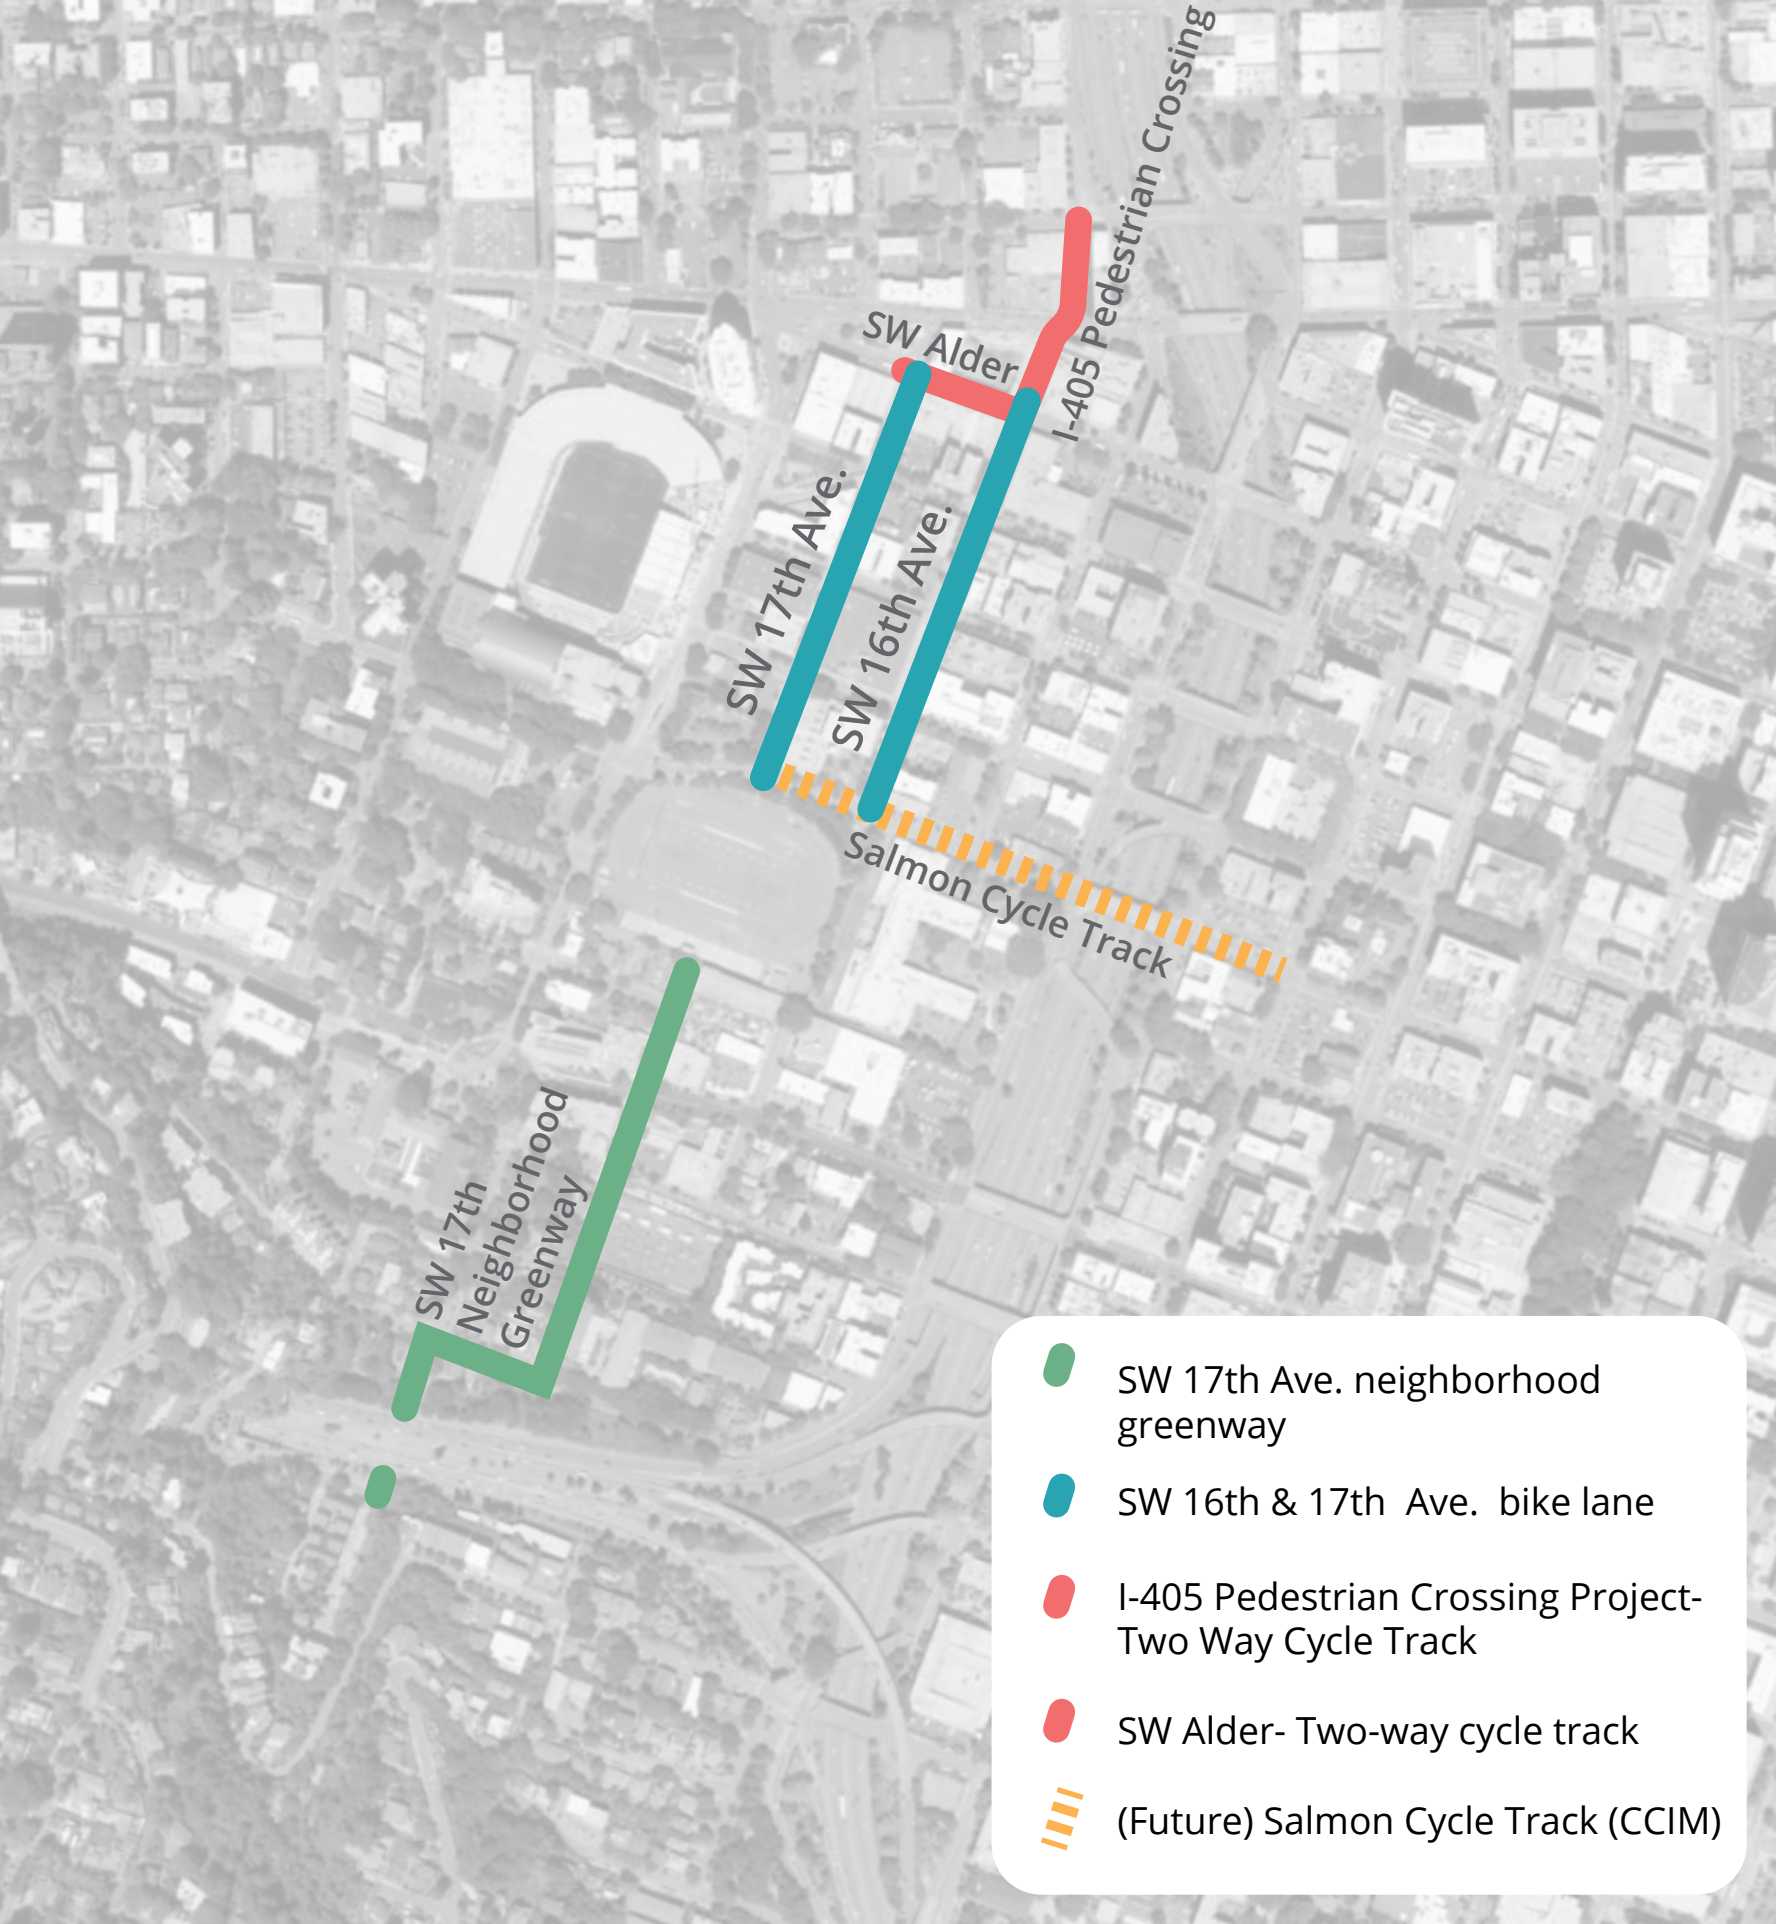 I-405 Pedestrian Crossing
SW Alder
SW 17th Ave.
SW 16th Ave.
Salmon Cycle Track
SW 17th
Neighborhood
Greenway
SW 17th Ave. neighborhood
greenway
SW 16th & 17th  Ave.  bike lane
I-405 Pedestrian Crossing Project-
Two Way Cycle Track
SW Alder- Two-way cycle track
(Future) Salmon Cycle Track (CCIM)